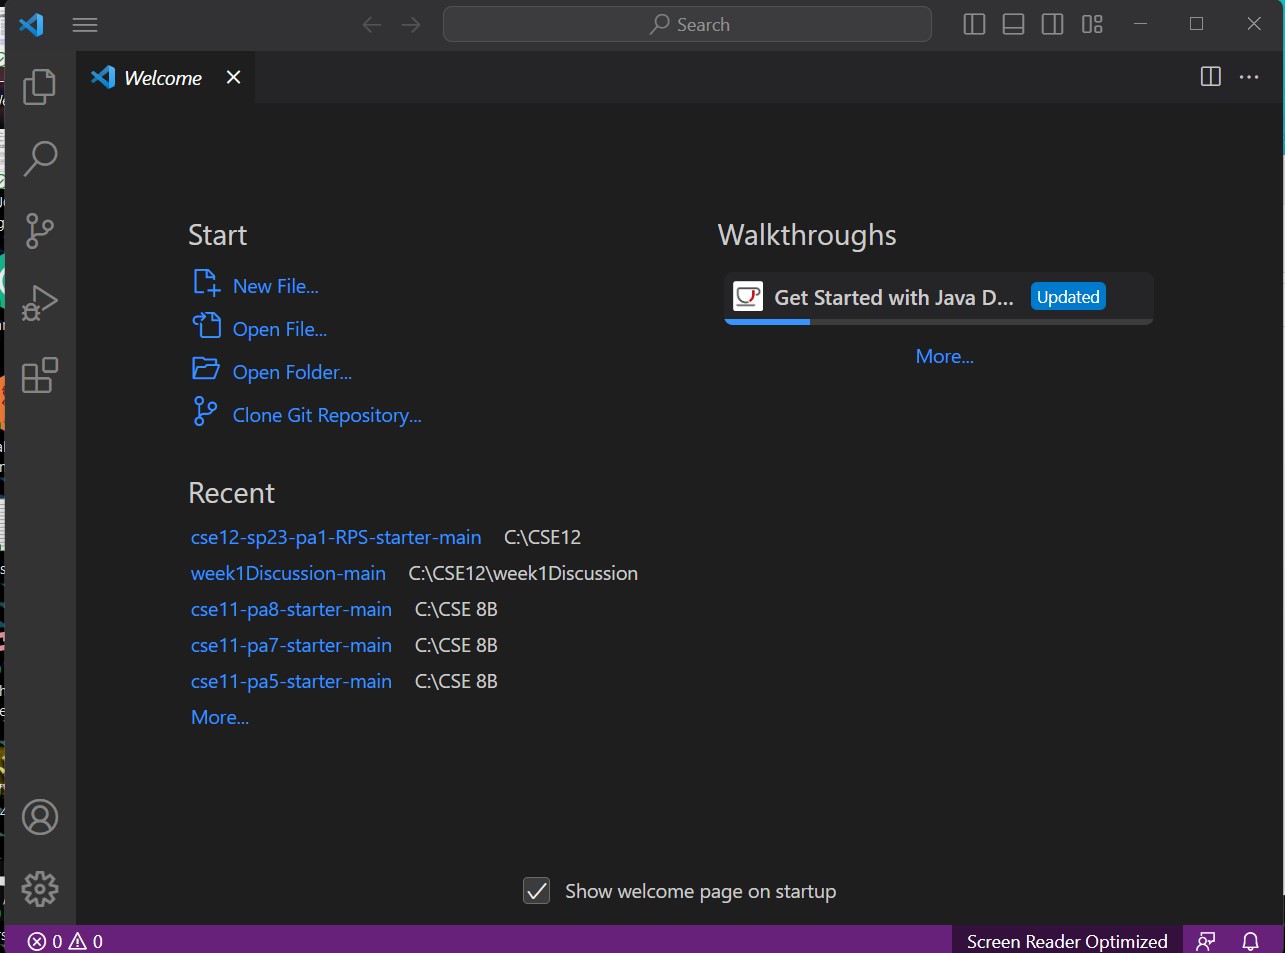 Search
Welcome
Start
New File...
Open File...
Open Folder...
Clone Git Repository...
Recent
cse12-sp23-pa1-RPS-starter-main C:\CSE12
week1Discussion-main C:\CSE12\week1Discussion
cse11-pa8-starter-main C:\CSE 8B
cse11-pa7-starter-main C:\CSE 8B
cse11-pa5-starter-main C:\CSE 8B
More...
Walkthroughs
Get Started with Java D... Updated
More...
Show welcome page on startup
0 0 Screen Reader Optimized